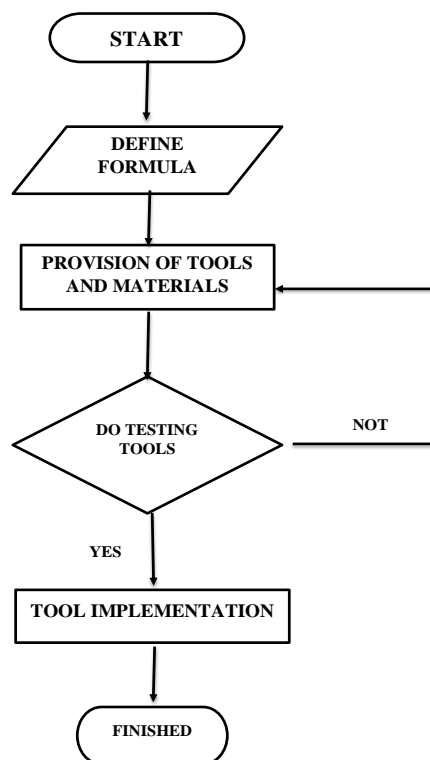 START
DEFINE
FORMULA
PROVISION OF TOOLS
AND MATERIALS
DO TESTING
TOOLS
NOT
YES
TOOL IMPLEMENTATION
FINISHED